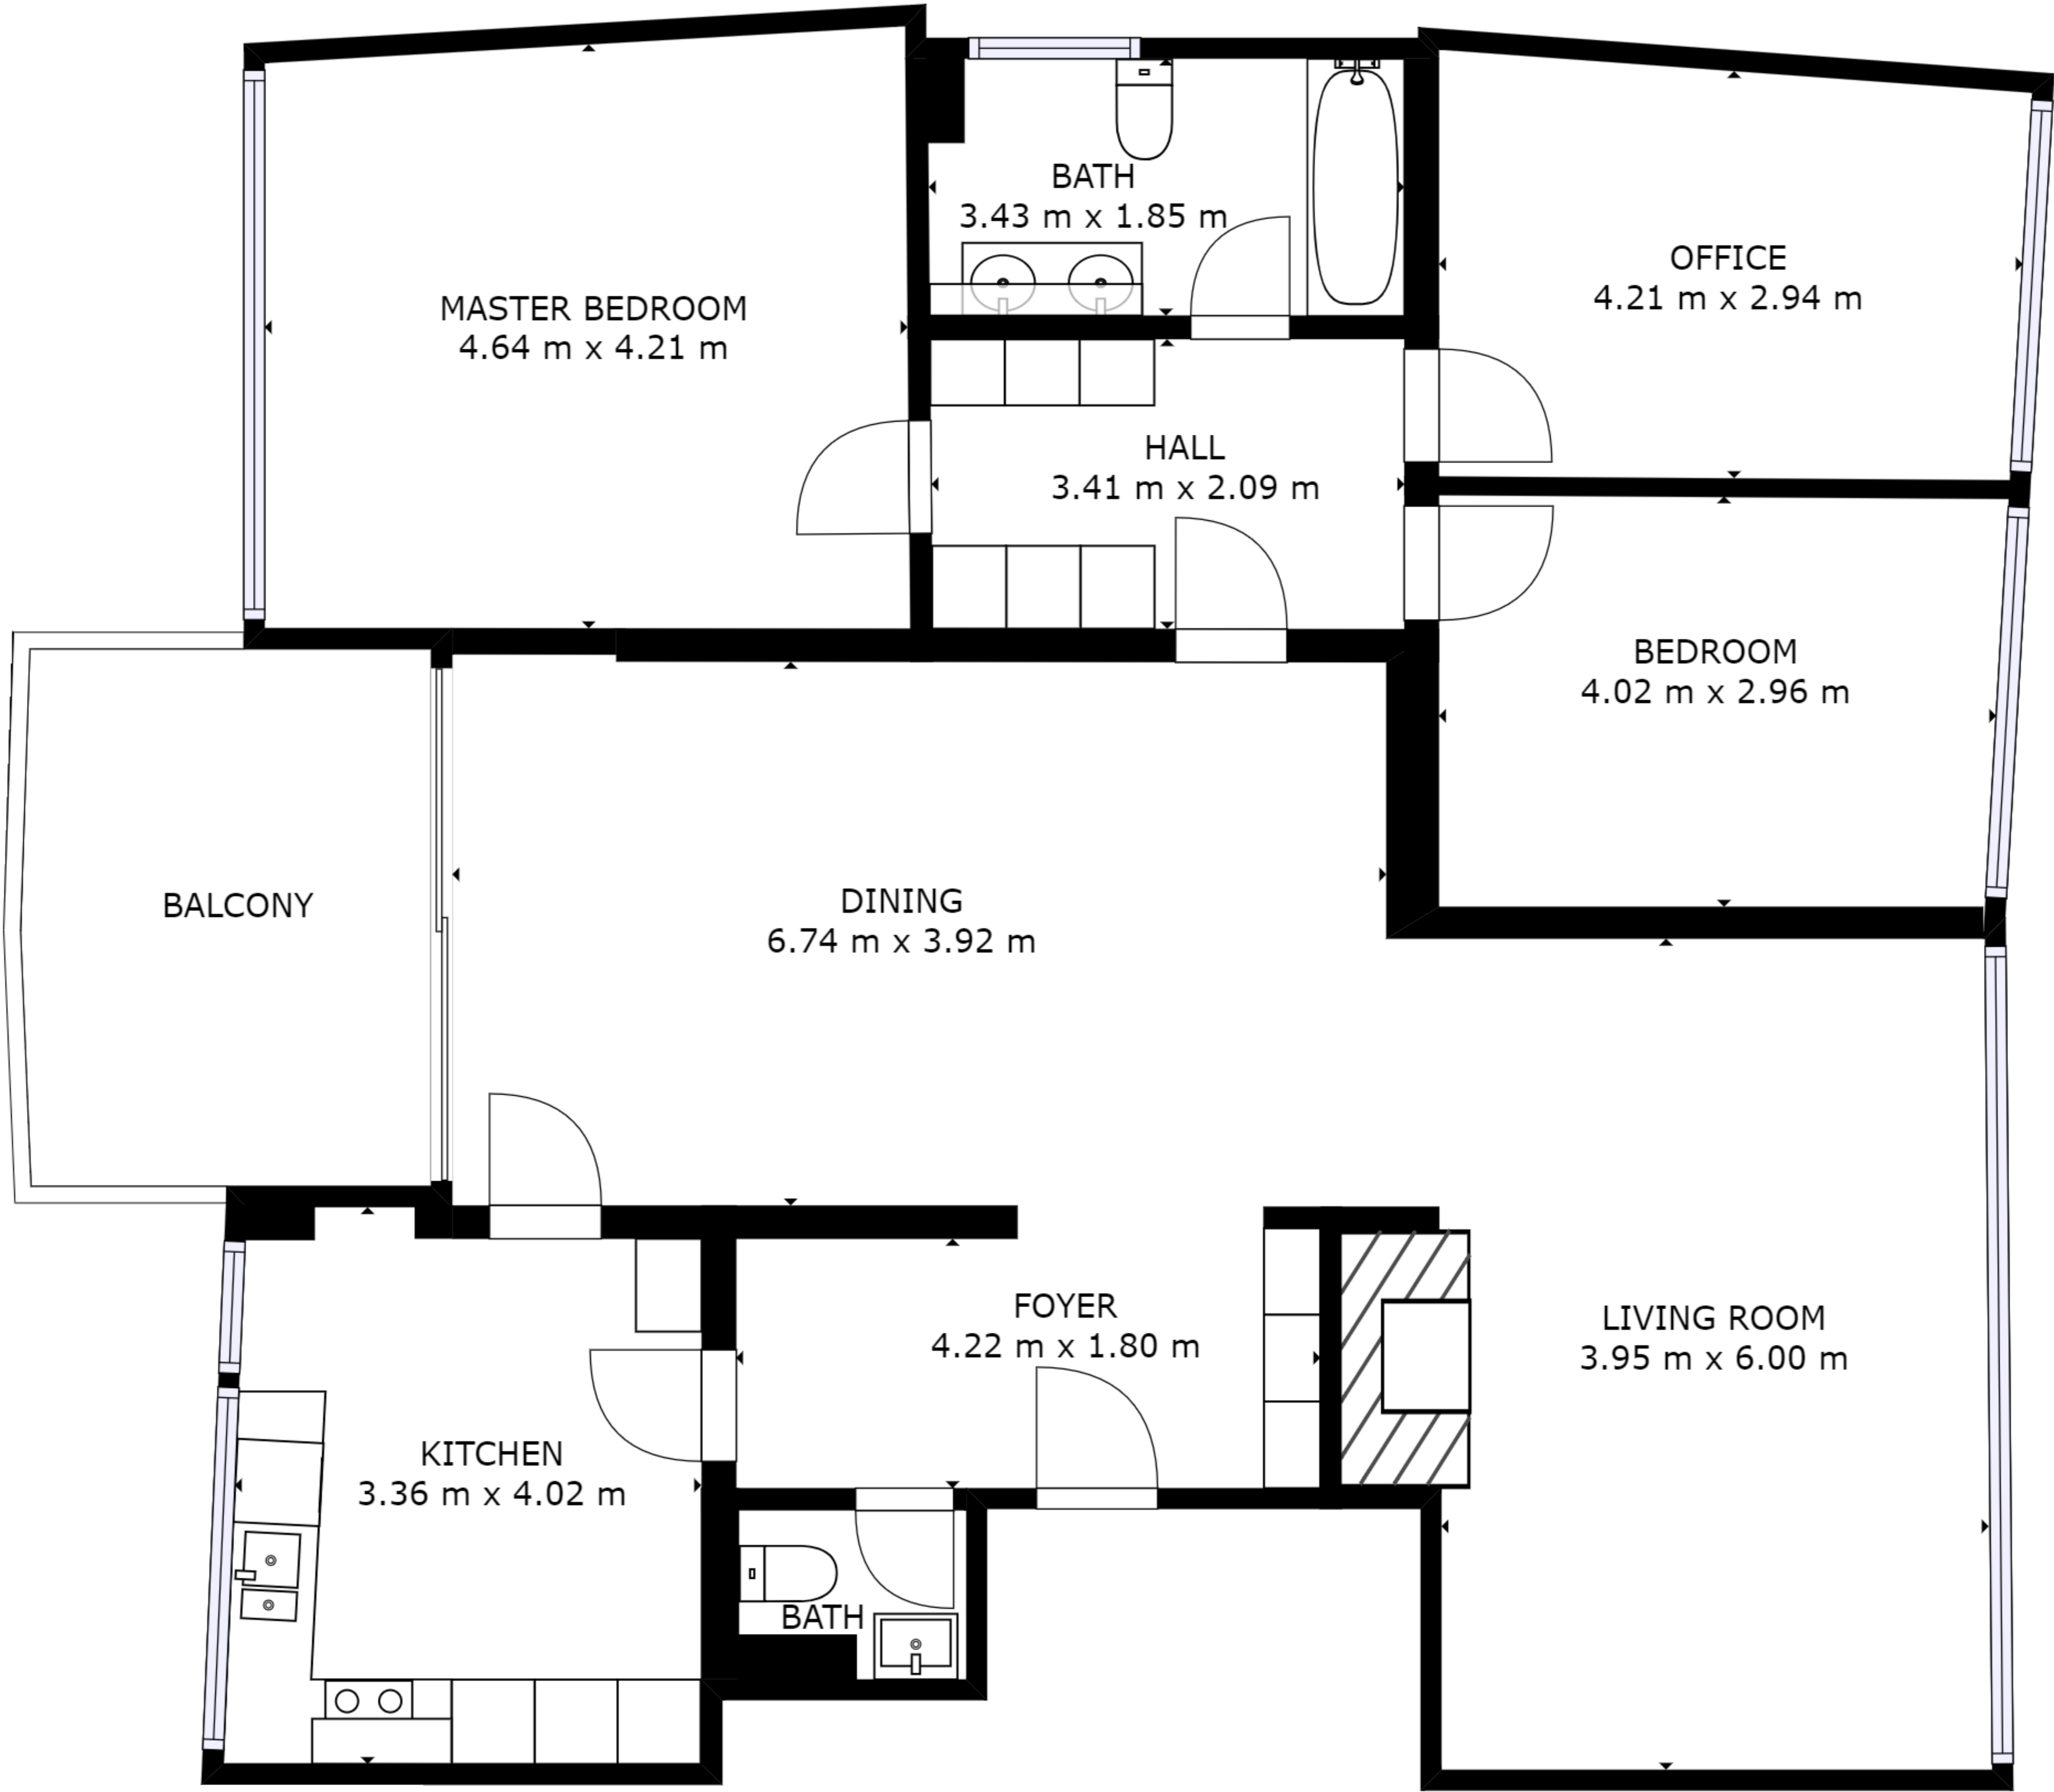 BATH
3.43 m x 1.85 m
OFFICE
4.21 m x 2.94 m
MASTER BEDROOM
4.64 m x 4.21 m
HALL
3.41 m x 2.09 m
BEDROOM
4.02 m x 2.96 m
BALCONY
DINING
6.74 m x 3.92 m
FOYER
4.22 m x 1.80 m
LIVING ROOM
3.95 m x 6.00 m
KITCHEN
3.36 m x 4.02 m
BATH